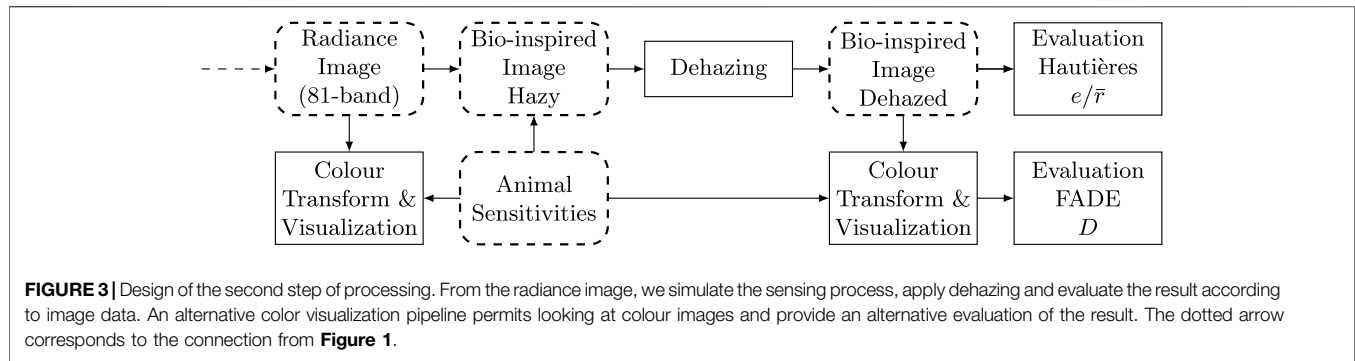 Radiance
Image
(81-band)
Bio-inspired
Image
Hazy
Dehazing
Bio-inspired
Image
Dehazed
Evaluation
Hautières
e/r̄
Colour
Transform &
Visualization
Animal
Sensitivities
Colour
Transform &
Visualization
Evaluation
FADE
D
FIGURE 3 | Design of the second step of processing. From the radiance image, we simulate the sensing process, apply dehazing and evaluate the result according
to image data. An alternative color visualization pipeline permits looking at colour images and provide an alternative evaluation of the result. The dotted arrow
corresponds to the connection from Figure 1.